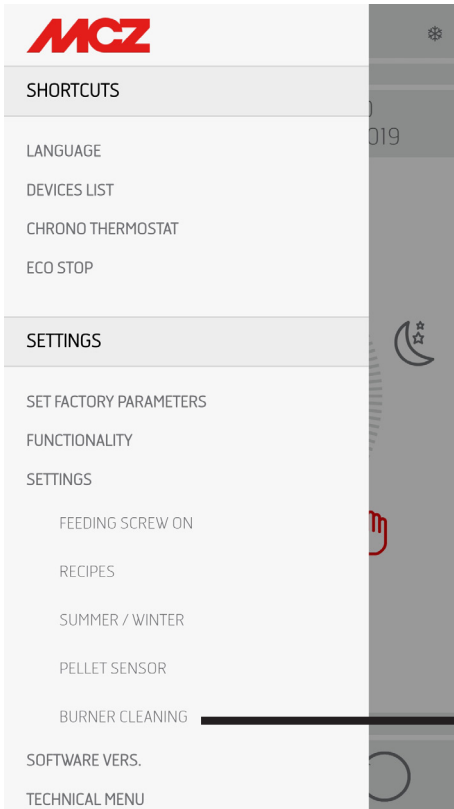 MCZ
SHORTCUTS
LANGUAGE
DEVICES LIST
CHRONO THERMOSTAT
ECO STOP
SETTINGS
SET FACTORY PARAMETERS
FUNCTIONALITY
SETTINGS
FEEDING SCREW ON
RECIPES
SUMMER / WINTER
PELLET SENSOR
BURNER CLEANING
SOFTWARE VERS.
TECHNICAL MENU